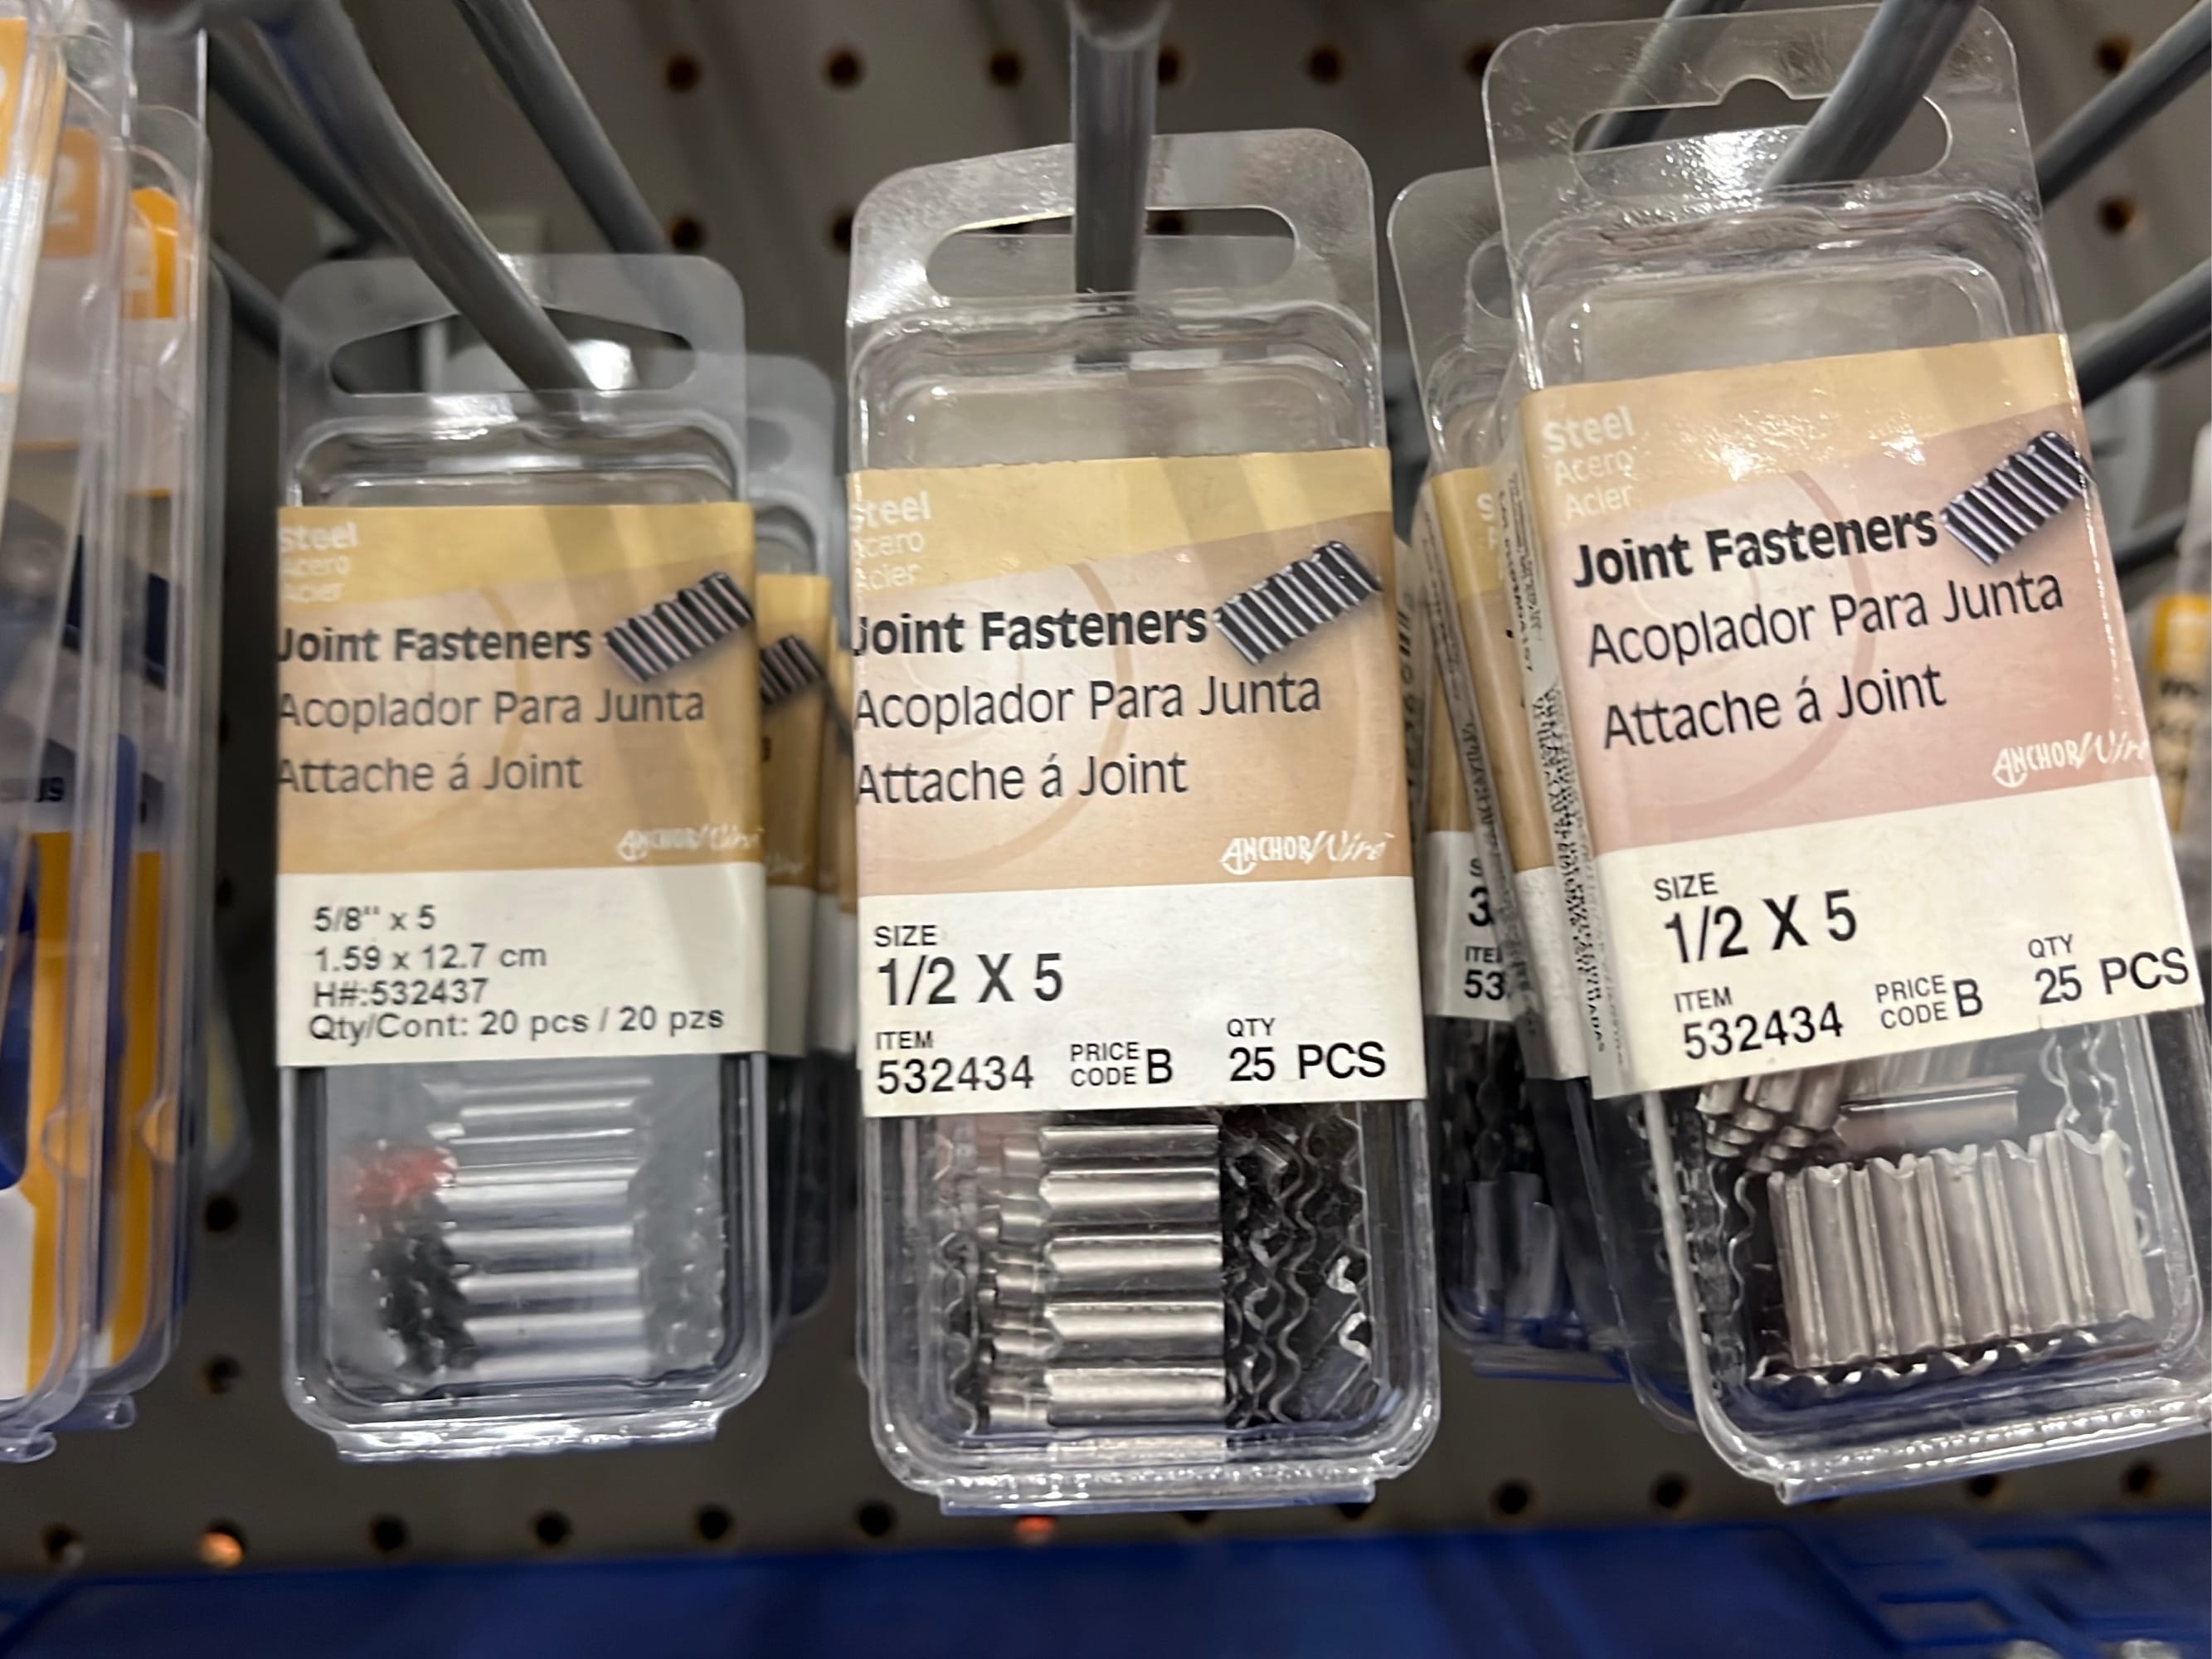 Steel
Acero
Acier
Joint Fasteners
Acoplador Para Junta
Attache á Joint
ANCHOR Wire
5/8" x 5
1.59 x 12.7 cm
H#:532437
Qty/Cont: 20 pcs / 20 pzs
Steel
Acero
Acier
Joint Fasteners
Acoplador Para Junta
Attache á Joint
ANCHOR Wire
SIZE
1/2 X 5
ITEM
532434
PRICE
CODE B
QTY
25 PCS
Steel
Acero
Acier
Joint Fasteners
Acoplador Para Junta
Attache á Joint
ANCHOR Wire
SIZE
1/2 X 5
ITEM
532434
PRICE
CODE B
QTY
25 PCS